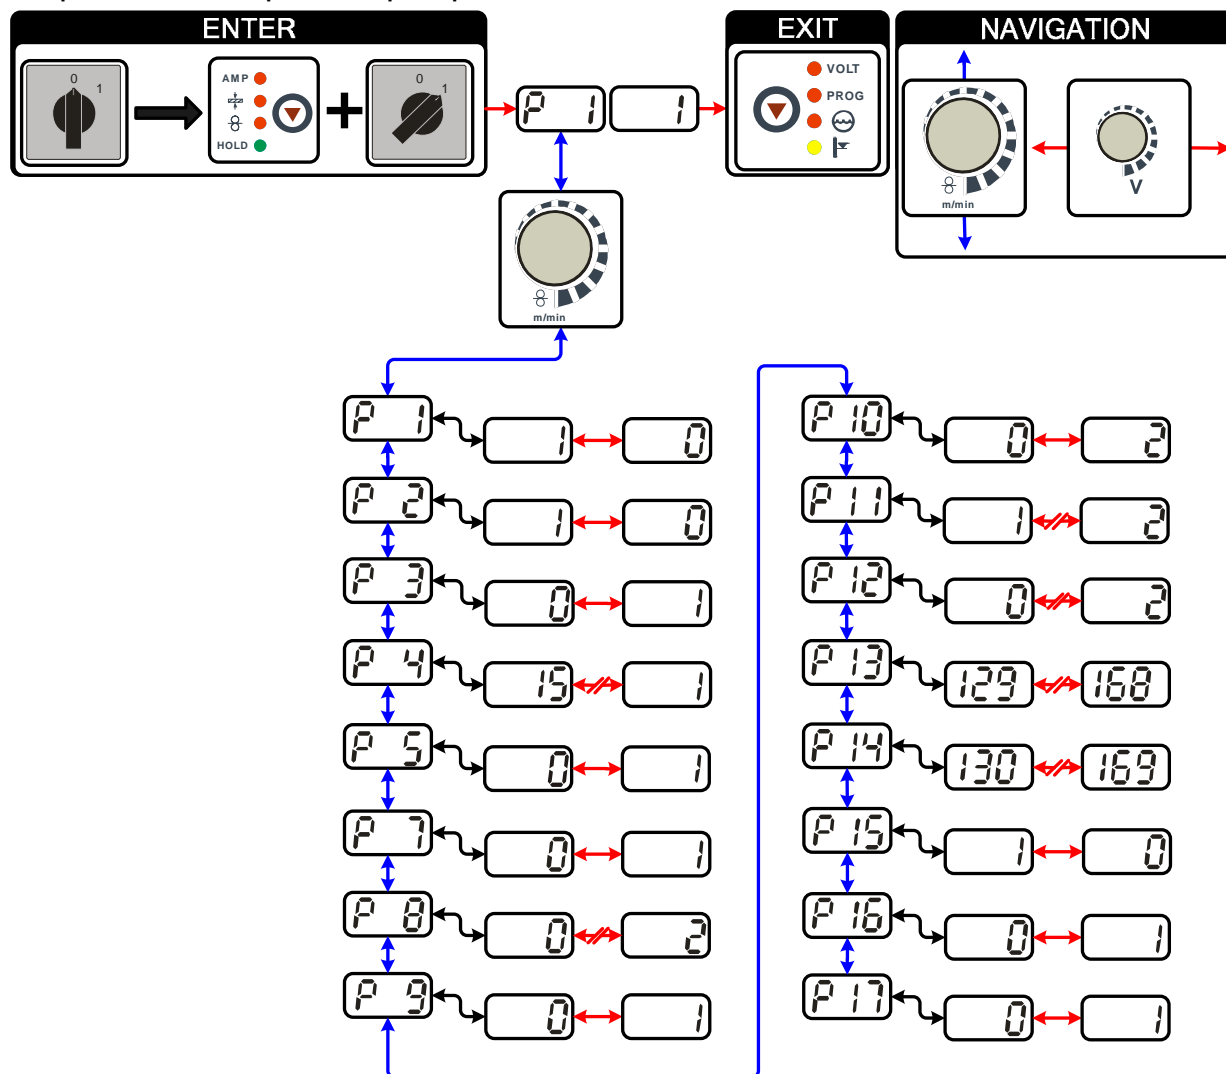 ENTER
EXIT
NAVIGATION
0
1
AMP
HOLD
0
1
P 1
1
VOLT
PROG
m/min
V
m/min
P 1 1 0
P 2 1 0
P 3 0 1
P 4 15 1
P 5 0 1
P 7 0 1
P 8 0 2
P 9 0 1
P 10 0 2
P 11 1 2
P 12 0 2
P 13 129 168
P 14 130 169
P 15 1 0
P 16 0 1
P 17 0 1